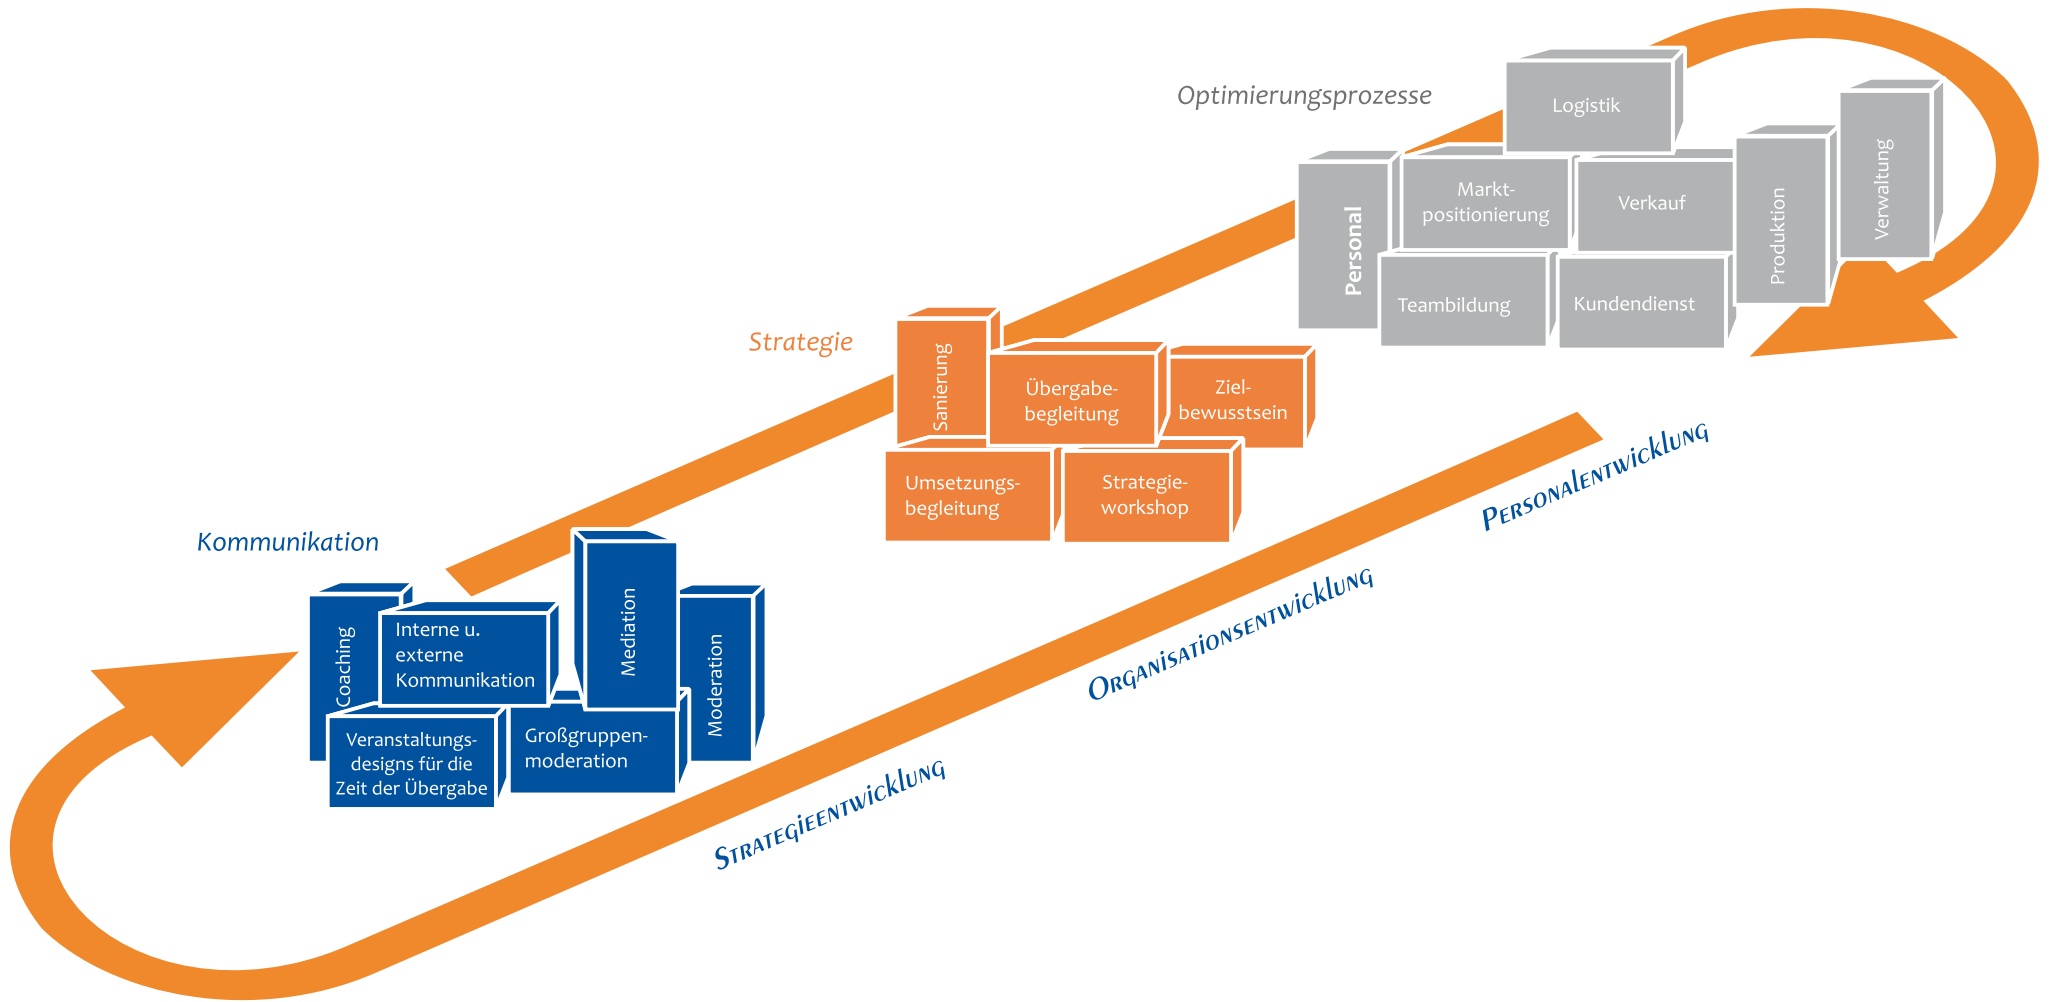 Optimierungsprozesse
Logistik
Personal
Markt-
positionierung
Verkauf
Produktion
Verwaltung
Teambildung
Kundendienst
Strategie
Sanierung
Übergabe-
begleitung
Ziel-
bewusstsein
Umsetzungs-
begleitung
Strategie-
workshop
Kommunikation
Coaching
Interne u.
externe
Kommunikation
Mediation
Moderation
Veranstaltungs-
designs für die
Zeit der Übergabe
Großgruppen-
moderation
Strategieentwicklung
Organisationsentwicklung
Personalentwicklung